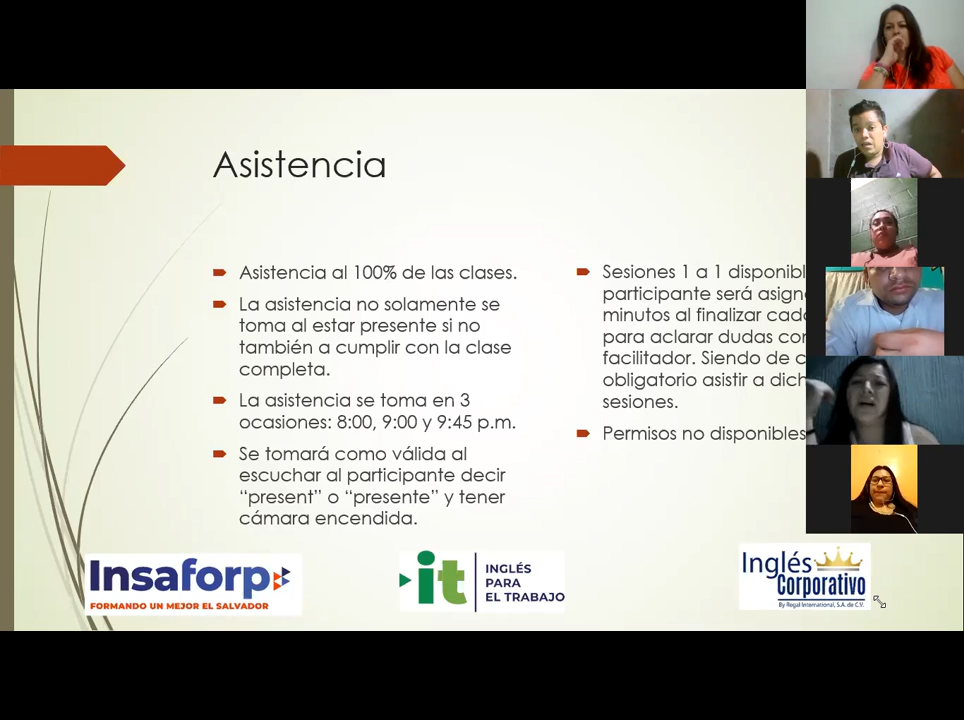 Asistencia
Asistencia al 100% de las clases.
La asistencia no solamente se
toma al estar presente si no
también a cumplir con la clase
completa.
La asistencia se toma en 3
ocasiones: 8:00, 9:00 y 9:45 p.m.
Se tomará como válida al
escuchar al participante decir
“present” o “presente” y tener
cámara encendida.
Sesiones 1 a 1
participante será
minutos al finalizar
para aclarar dudas
facilitador. Siendo de
obligatorio asistir a
sesiones.
Permisos no disponibles
Insaforp
FORMANDO UN MEJOR EL SALVADOR
it
INGLÉS
PARA
EL TRABAJO
Inglés
Corporativo
By Regal International, S.A. de C.V.